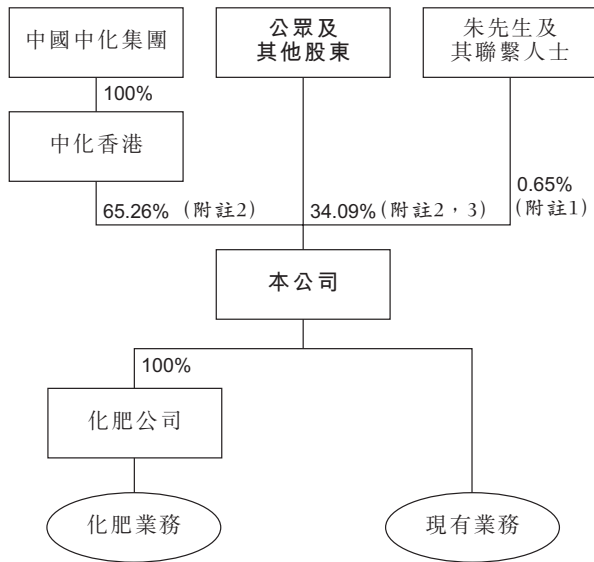 中國中化集團
公眾及
其他股東
朱先生及
其聯繫人士
100%
中化香港
65.26% (附註2)
34.09% (附註2，3)
0.65%
(附註1)
本公司
100%
化肥公司
化肥業務
現有業務